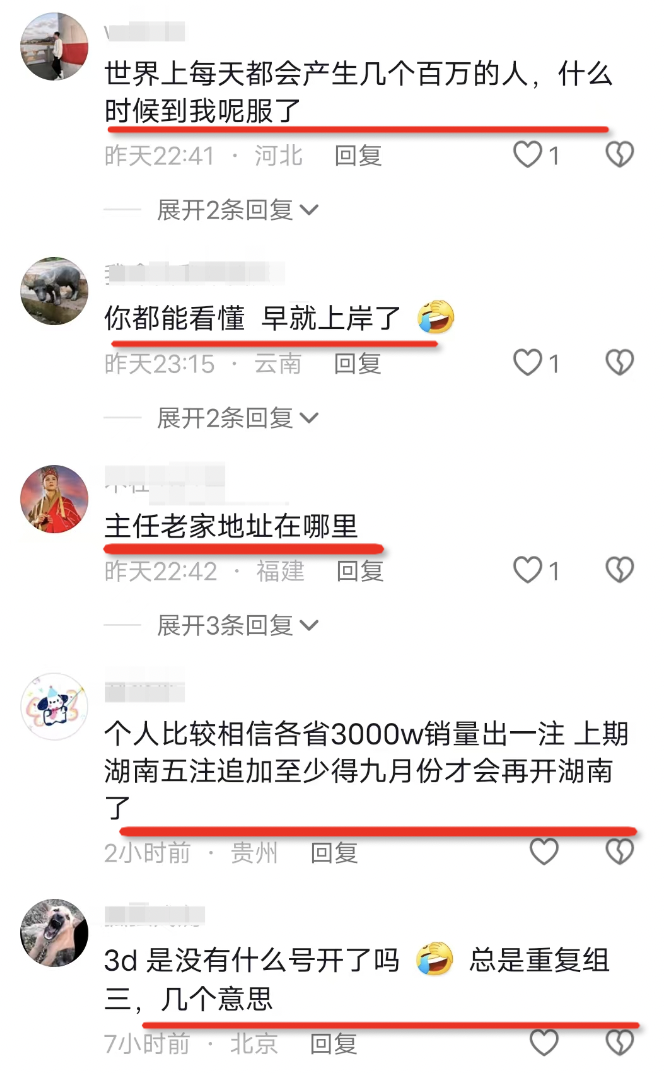 世界上每天都会产生几个百万的人，什么
时候到我呢服了
昨天22:41 · 河北 回复 1
展开2条回复
你都能看懂 早就上岸了
昨天23:15 · 云南 回复 1
展开2条回复
主任老家地址在哪里
昨天22:42 · 福建 回复 1
展开3条回复
个人比较相信各省3000w销量出一注 上期
湖南五注追加至少得九月份才会再开湖南
了
2小时前 · 贵州 回复
3d 是没有什么号开了吗 总是重复组
三，几个意思
7小时前 · 北京 回复